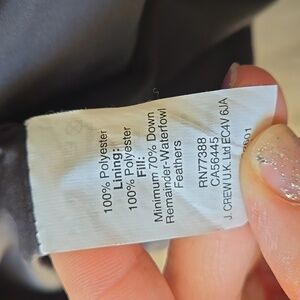 100% Polyester
Lining:
100% Polyester
Fill:
Minimum 70% Down
Remainder-Waterfowl
Feathers
RN77388
CA56445
J. CREW U.K. Ltd EC4V 6JA